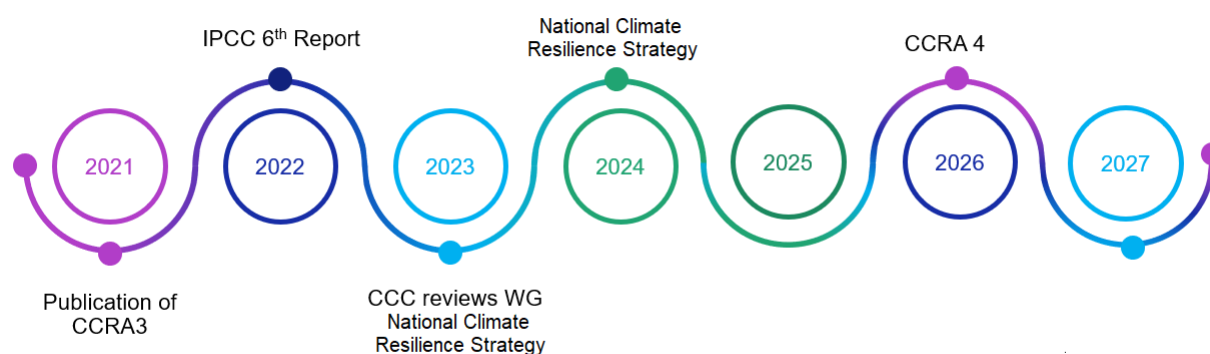 IPCC 6th Report
National Climate
Resilience Strategy
CCRA 4
2021
2022
2023
2024
2025
2026
2027
Publication of
CCRA3
CCC reviews WG
National Climate
Resilience Strategy